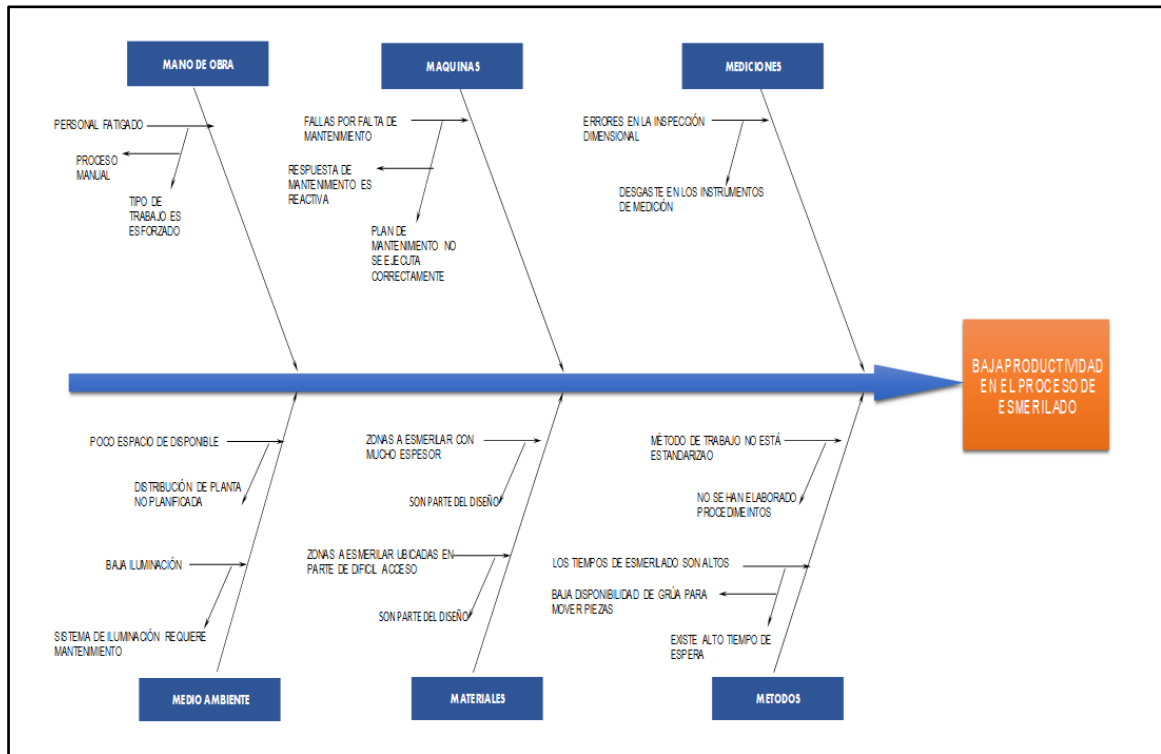 MANO DE OBRA
MAQUINAS
MEDICIONES
PERSONAL FATIGADO
PROCESO
MANUAL
TIPO DE
TRABAJO ES
ESFORZADO
FALLAS POR FALTA DE
MANTENIMIENTO
RESPUESTA DE
MANTENIMIENTO ES
REACTIVA
PLAN DE
MANTENIMIENTO NO
SE EJECUTA
CORRECTAMENTE
ERRORES EN LA INSPECCIÓN
DIMENSIONAL
DESGASTE EN LOS INSTRUMENTOS
DE MEDICIÓN
BAJA PRODUCTIVIDAD
EN EL PROCESO DE
ESMERILADO
POCO ESPACIO DE DISPONIBLE
DISTRIBUCIÓN DE PLANTA
NO PLANIFICADA
BAJA ILUMINACIÓN
SISTEMA DE ILUMINACIÓN REQUIERE
MANTENIMIENTO
ZONAS A ESMERILAR CON
MUCHO ESPESOR
SON PARTE DEL DISEÑO
ZONAS A ESMERILAR UBICADAS EN
PARTE DE DIFICIL ACCESO
SON PARTE DEL DISEÑO
MÉTODO DE TRABAJO NO ESTÁ
ESTANDARIZAO
NO SE HAN ELABORADO
PROCEDIMEINTOS
LOS TIEMPOS DE ESMERILADO SON ALTOS
BAJA DISPONIBILIDAD DE GRÚA PARA
MOVER PIEZAS
EXISTE ALTO TIEMPO DE
ESPERA
MEDIO AMBIENTE
MATERIALES
METODOS